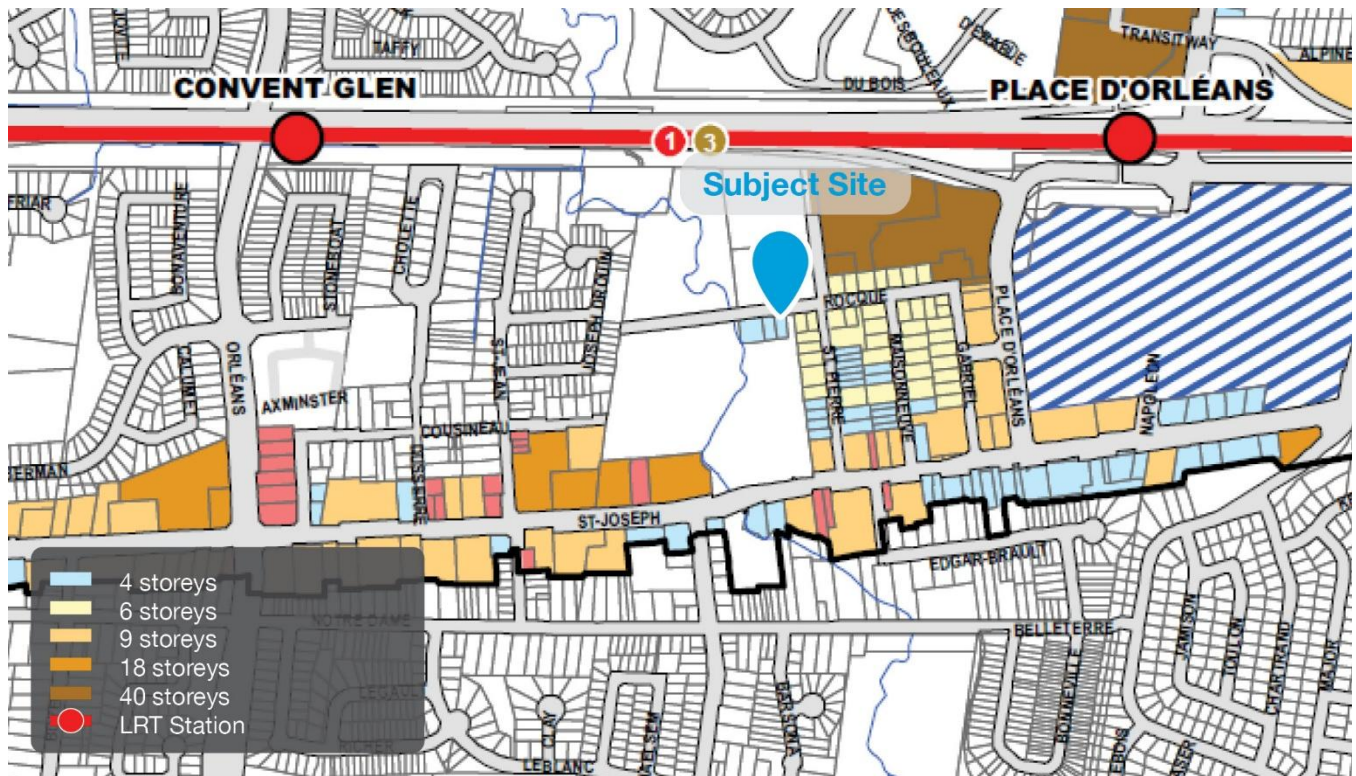 TAFFY
DU BOIS
TRANSITWAY
ALPINE
CONVENT GLEN
PLACE D'ORLÉANS
1
3
Subject Site
FRIAR
BONAVENTURE
STONEBOAT
CHOLETTE
JOSEPH DROUIN
ST-JEAN
ROCQUE
PLACE D'ORLÉANS
ST. PIERRE
MAISONNEUVE
GABRIEL
NAPOLEON
CALUMET
ORLÉANS
AXMINSTER
COUSINEAU
ST-JOSEPH
EDGAR-BRAULT
4 storeys
6 storeys
9 storeys
18 storeys
40 storeys
LRT Station
NOTRE DAME
BELLETERRE
JAMISON
TOULON
CHARTRAND
MAJOR
BONNEVILLE
CLAY
RICHER
LEBLANC